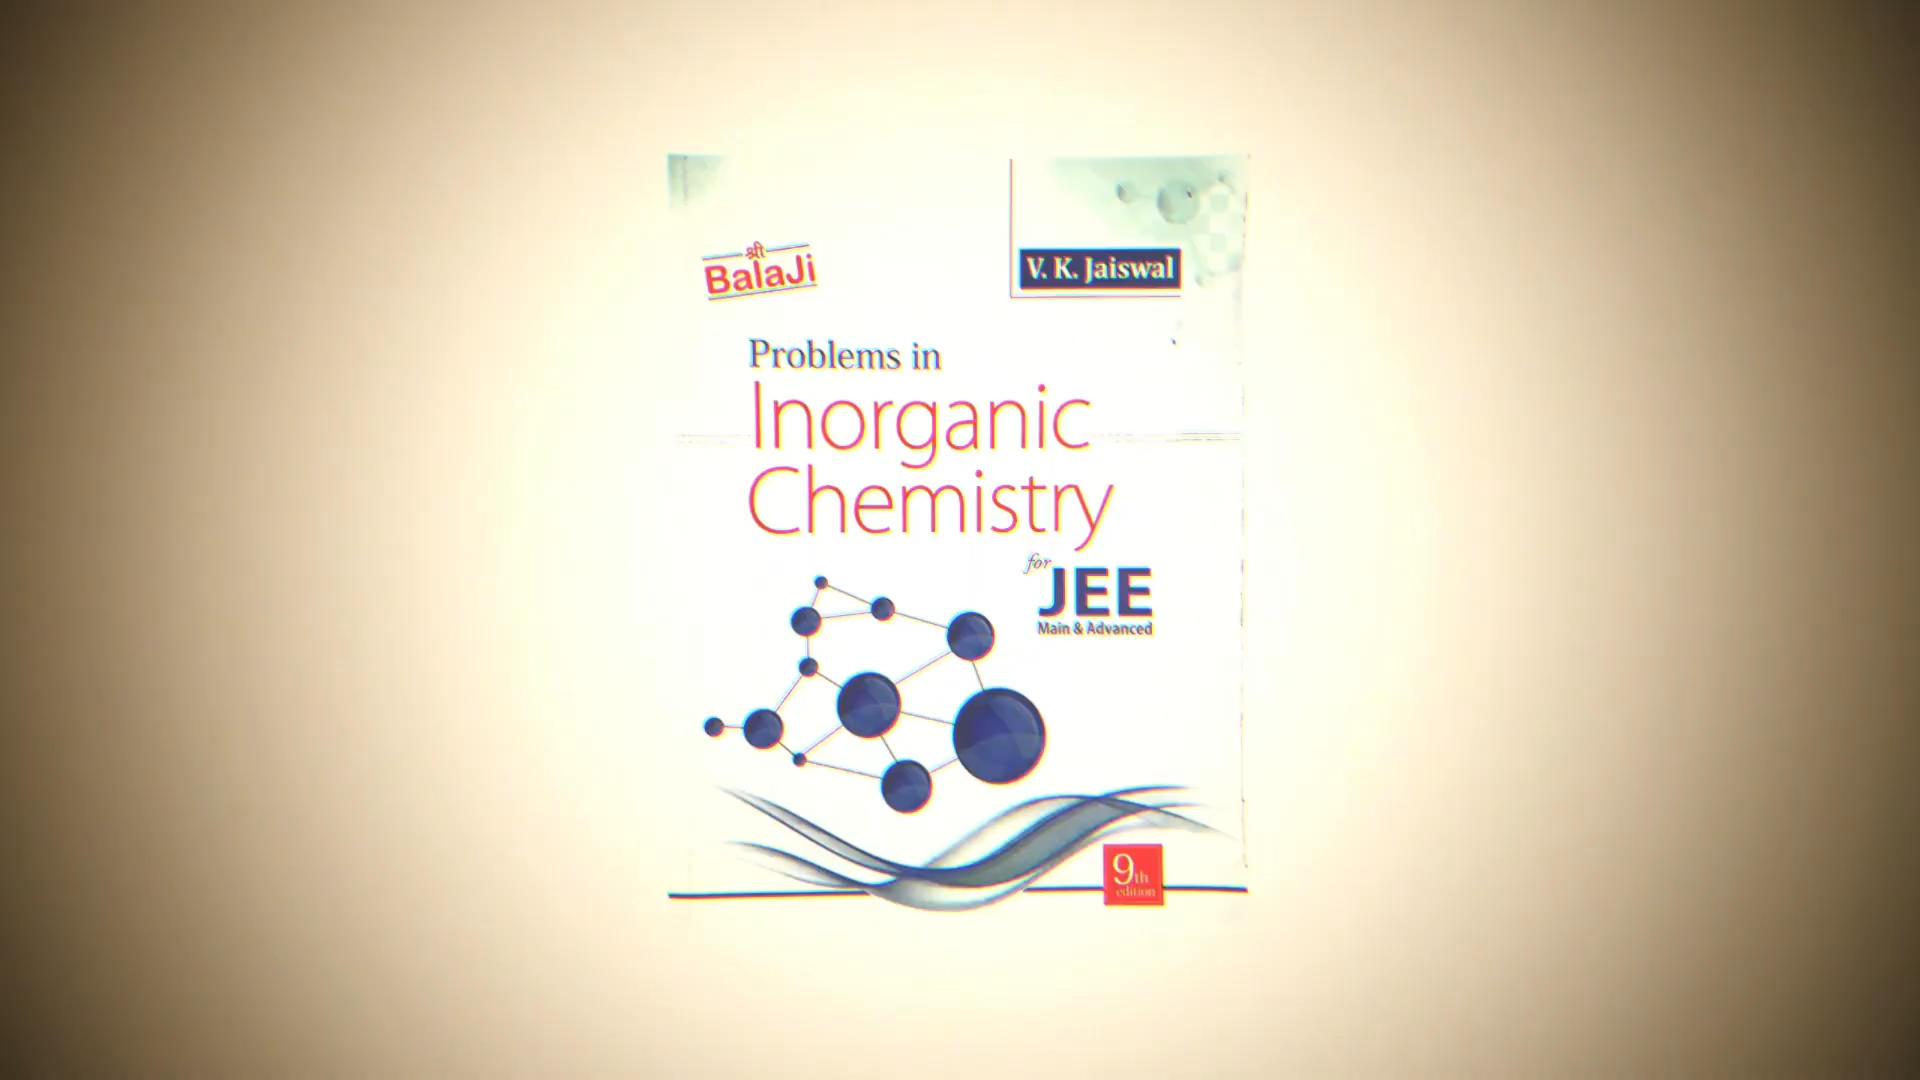 श्री
BalaJi
V. K. Jaiswal
Problems in
Inorganic
Chemistry
for
JEE
Main & Advanced
9th
edition